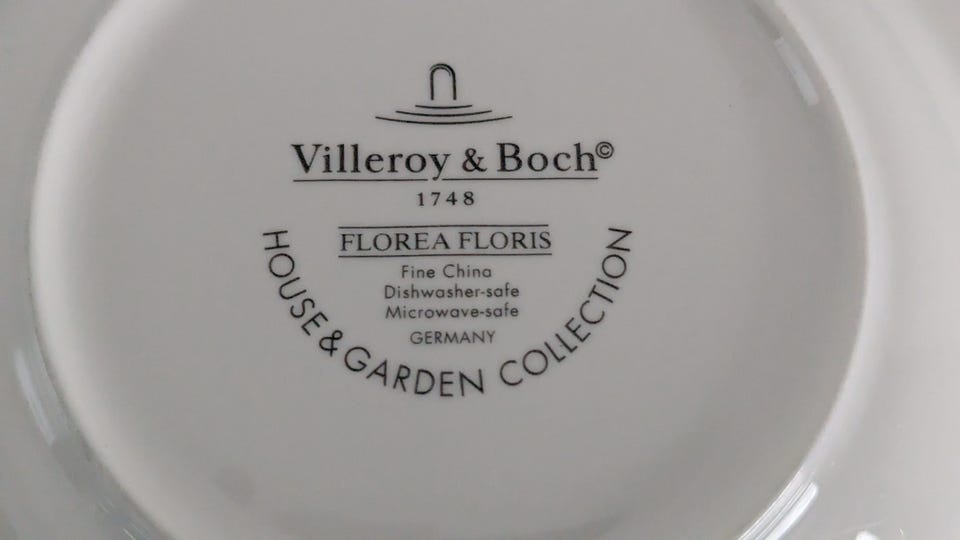 Villeroy & Boch©
1748
FLOREA FLORIS
Fine China
Dishwasher-safe
Microwave-safe
GERMANY
HOUSE & GARDEN COLLECTION